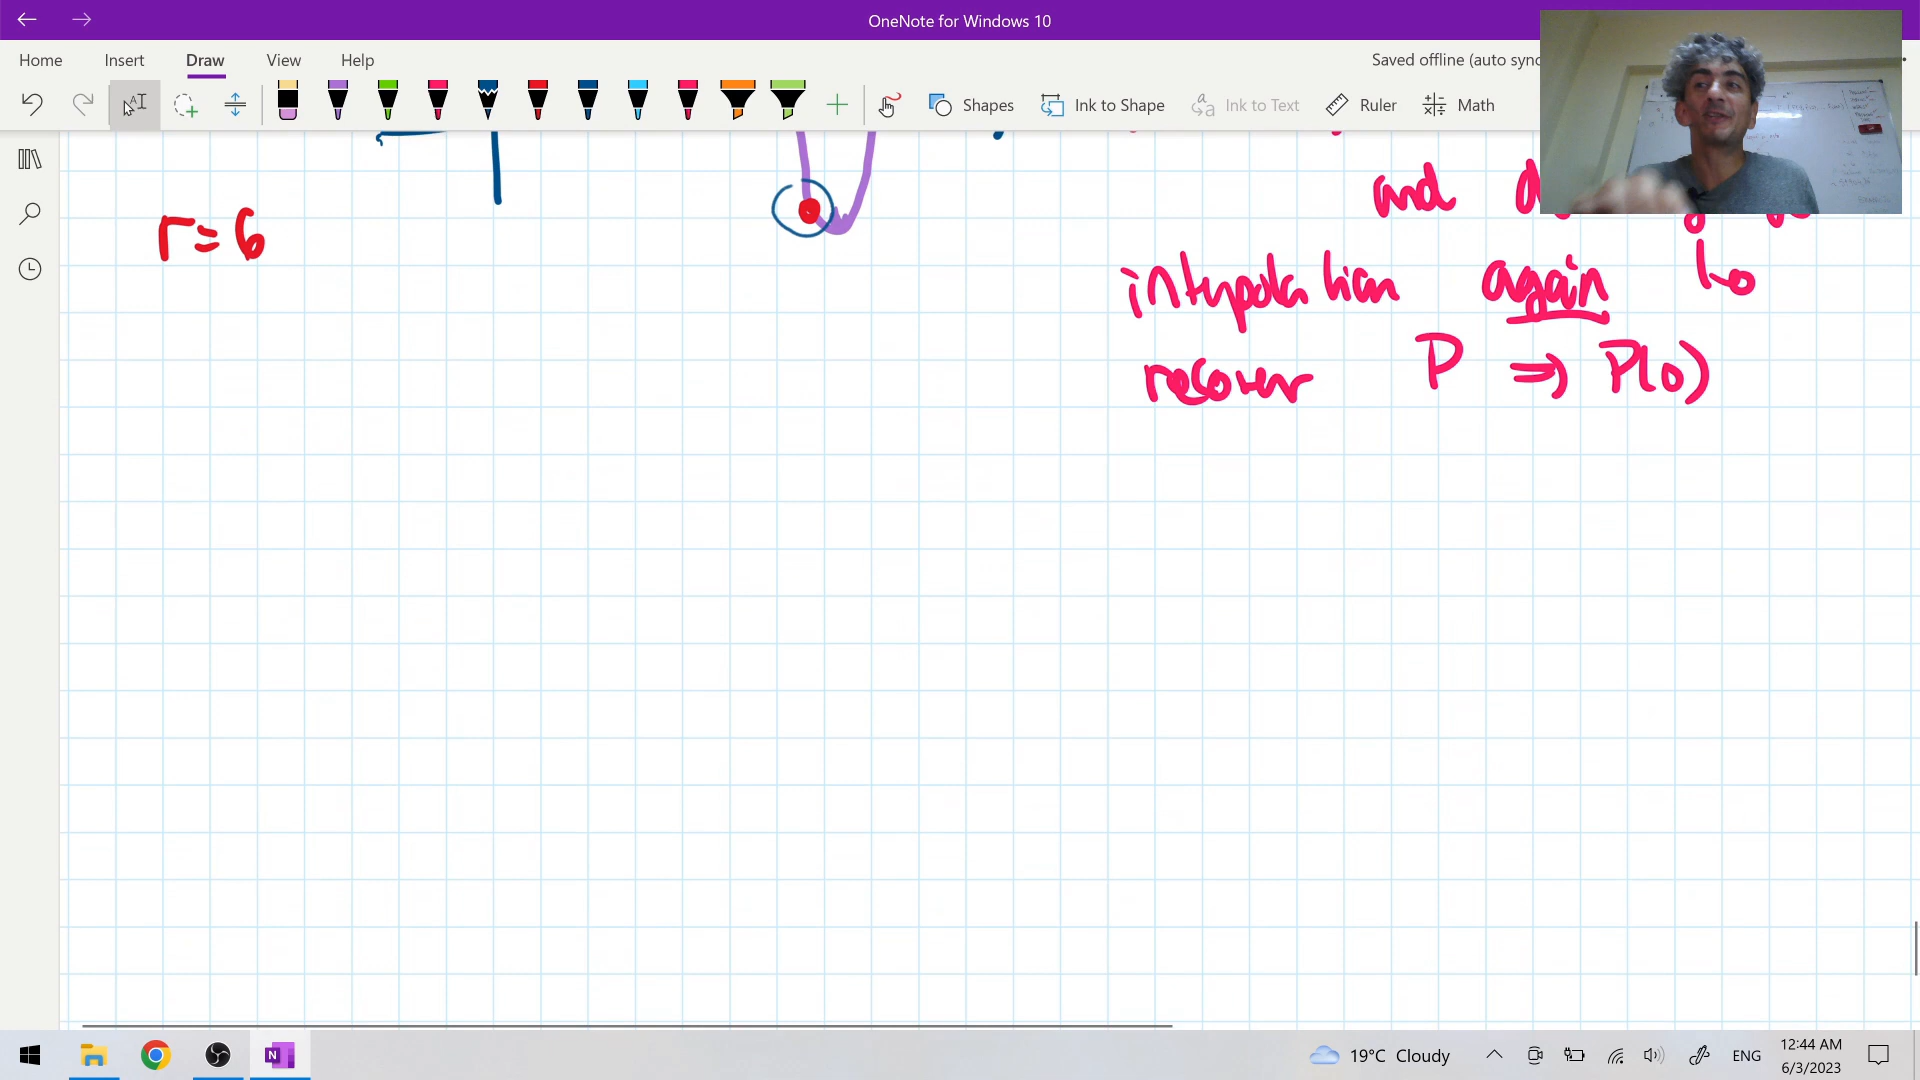 OneNote for Windows 10
Home Insert Draw View Help
Saved offline (auto sync
Shapes Ink to Shape Ink to Text Ruler Math
and
r=6
interpolation again to
recover P ⇒ P(0)
19°C Cloudy
ENG
12:44 AM
6/3/2023